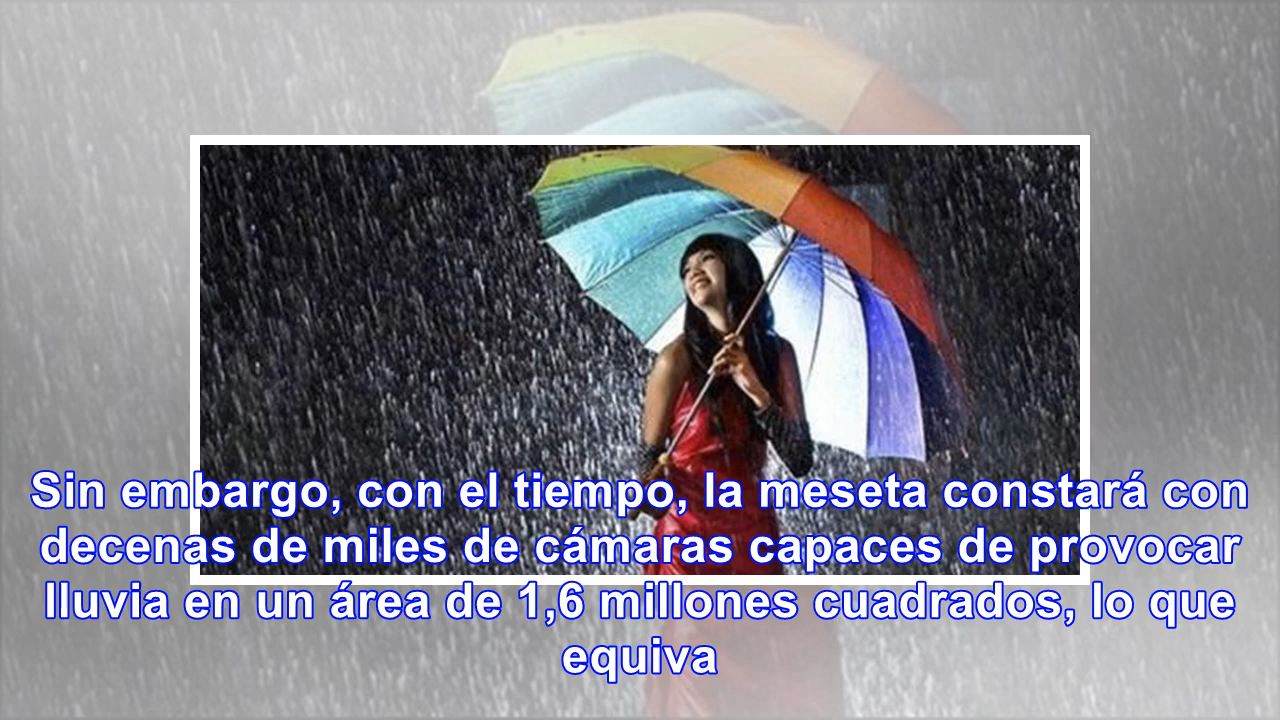 Sin embargo, con el tiempo, la meseta constará con
decenas de miles de cámaras capaces de provocar
lluvia en un área de 1,6 millones cuadrados, lo que
equiva